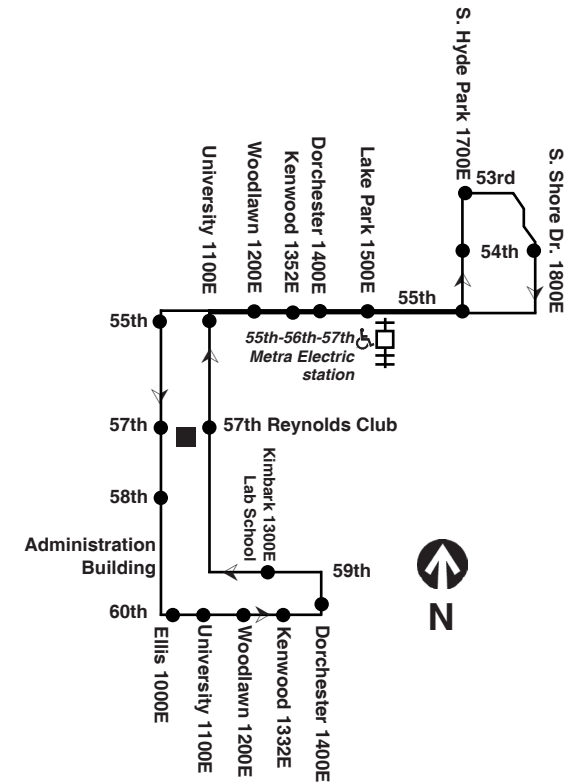 S. Hyde Park 1700E
S. Shore Dr. 1800E
53rd
54th
University 1100E
Woodlawn 1200E
Kenwood 1352E
Dorchester 1400E
Lake Park 1500E
55th
55th
55th-56th-57th
Metra Electric
station
57th
57th Reynolds Club
58th
Kimbark 1300E
Lab School
Administration
Building
59th
60th
Ellis 1000E
University 1100E
Woodlawn 1200E
Kenwood 1332E
Dorchester 1400E
N